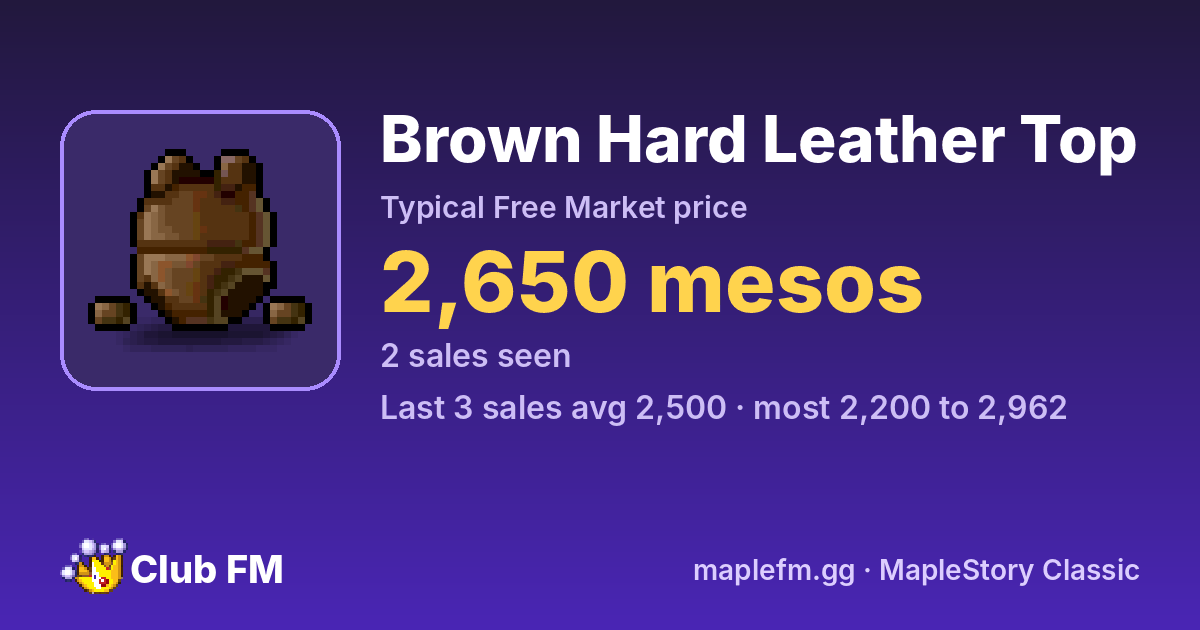 Brown Hard Leather Top
Typical Free Market price
2,650 mesos
2 sales seen
Last 3 sales avg 2,500 · most 2,200 to 2,962
Club FM
maplefm.gg · MapleStory Classic